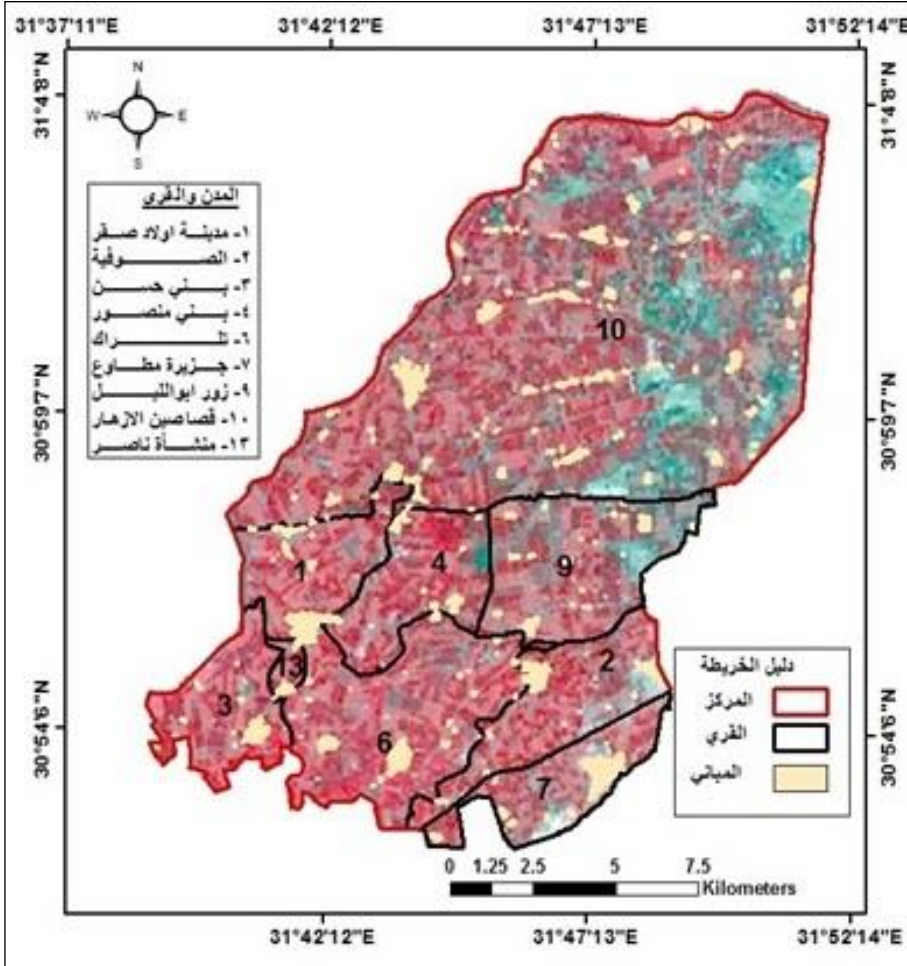 31°37'11"E 31°42'12"E 31°47'13"E 31°52'14"E
31°4'8"N
31°4'8"N
N
W E
S
المدن والقرى
١- مدينة اولاد صقر
٢- الصوفية
٣- بني حسن
٤- بني منصور
٦- تلراك
٧- جزيرة مطاوع
٩- زور ابوالليل
١٠- قصاصين الازهار
١٣- منشأة ناصر
10
30°59'7"N
30°59'7"N
1
4
9
13
2
3
6
7
30°54'6"N
30°54'6"N
دليل الخريطة
المركز
القري
المباني
0 1.25 2.5 5 7.5
Kilometers
31°42'12"E 31°47'13"E 31°52'14"E